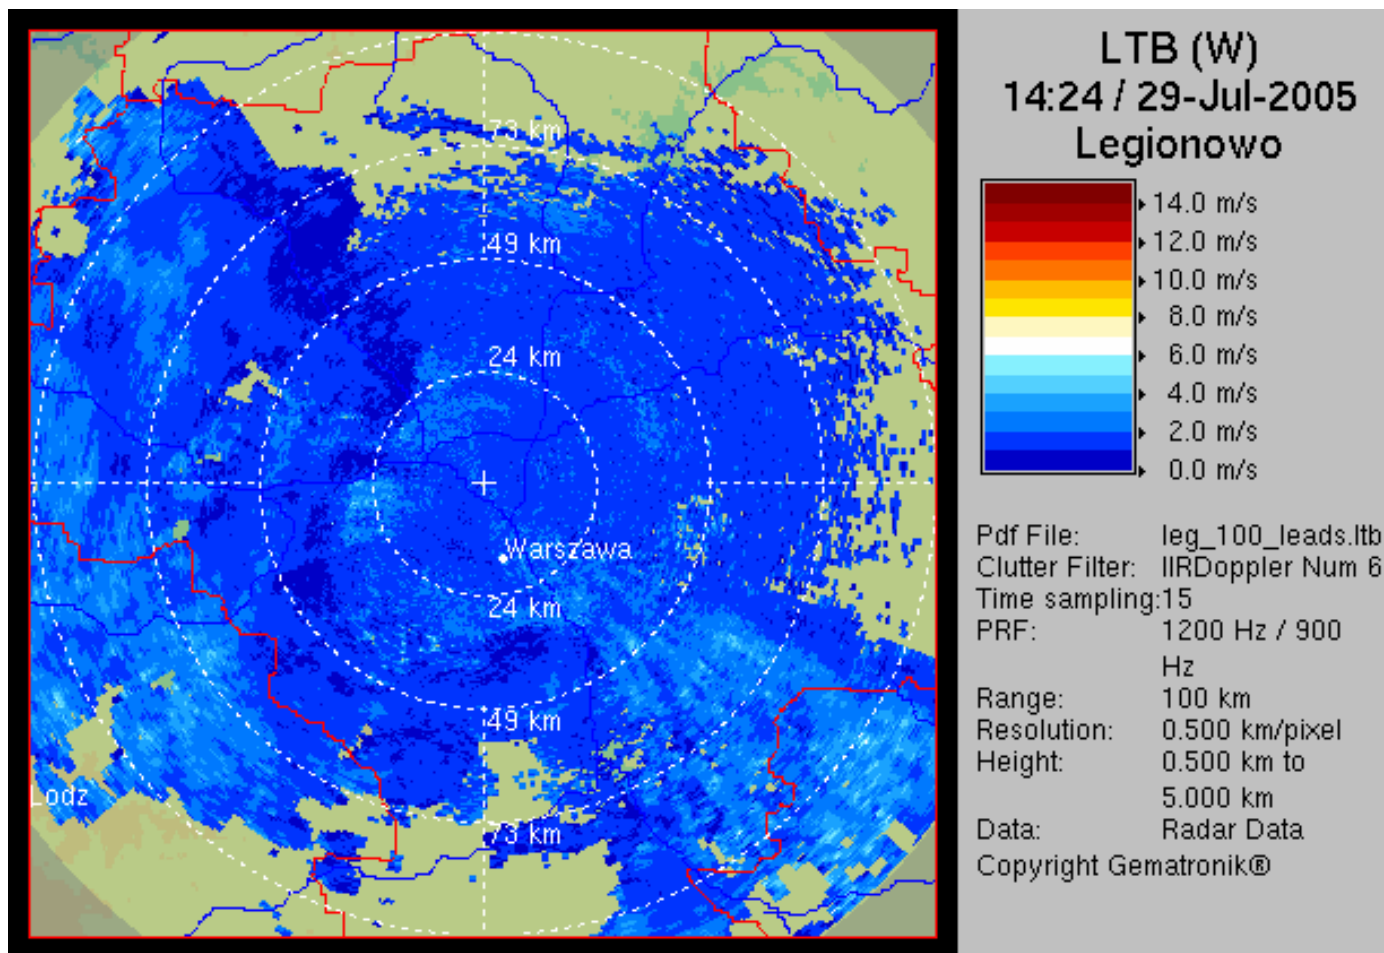 73 km
49 km
24 km
Warszawa
24 km
49 km
Lodz
73 km
LTB (W)
14:24 / 29-Jul-2005
Legionowo
14.0 m/s
12.0 m/s
10.0 m/s
8.0 m/s
6.0 m/s
4.0 m/s
2.0 m/s
0.0 m/s
Pdf File: leg_100_leads.ltb
Clutter Filter: IIRDoppler Num 6
Time sampling:15
PRF: 1200 Hz / 900
Hz
Range: 100 km
Resolution: 0.500 km/pixel
Height: 0.500 km to
5.000 km
Data: Radar Data
Copyright Gematronik®